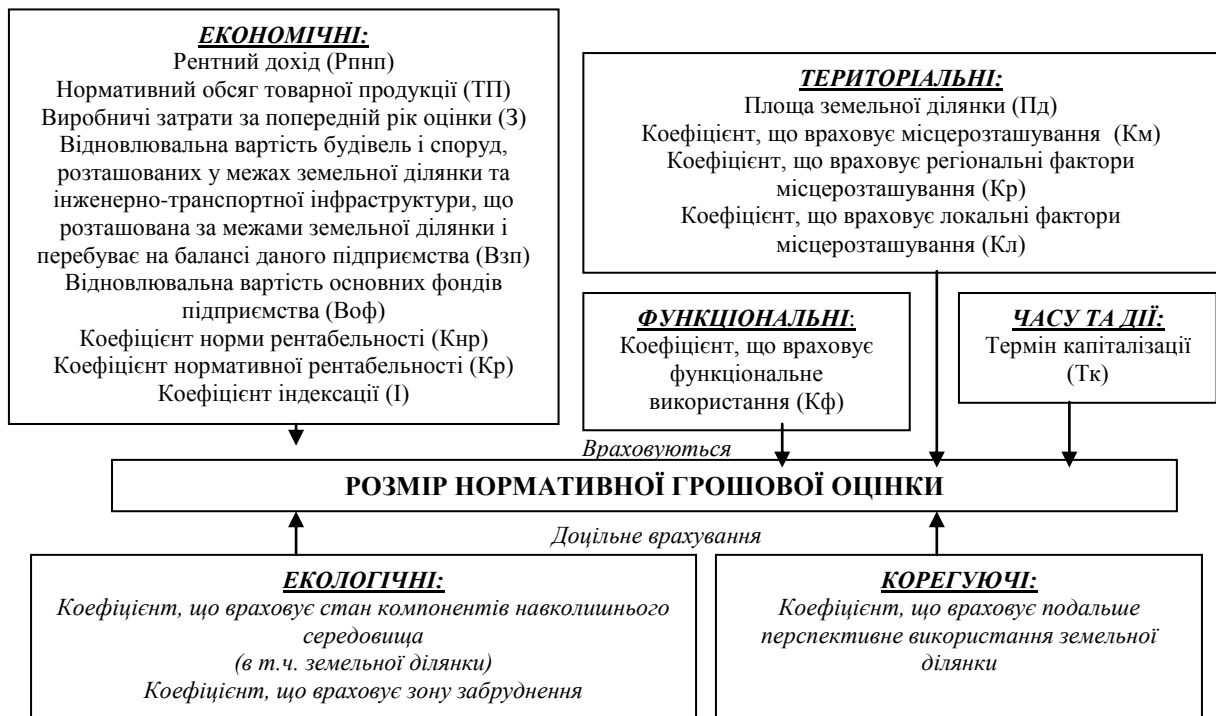 ЕКОНОМІЧНІ:
Рентний дохід (Рпнп)
Нормативний обсяг товарної продукції (ТП)
Виробничі затрати за попередній рік оцінки (З)
Відновлювальна вартість будівель і споруд,
розташованих у межах земельної ділянки та
інженерно-транспортної інфраструктури, що
розташована за межами земельної ділянки і
перебуває на балансі даного підприємства (Взп)
Відновлювальна вартість основних фондів
підприємства (Воф)
Коефіцієнт норми рентабельності (Кнр)
Коефіцієнт нормативної рентабельності (Кр)
Коефіцієнт індексації (І)
ТЕРИТОРІАЛЬНІ:
Площа земельної ділянки (Пд)
Коефіцієнт, що враховує місцерозташування (Км)
Коефіцієнт, що враховує регіональні фактори
місцерозташування (Кр)
Коефіцієнт, що враховує локальні фактори
місцерозташування (Кл)
ФУНКЦІОНАЛЬНІ:
Коефіцієнт, що враховує
функціональне
використання (Кф)
ЧАСУ ТА ДІЇ:
Термін капіталізації
(Тк)
Враховуються
РОЗМІР НОРМАТИВНОЇ ГРОШОВОЇ ОЦІНКИ
Доцільне врахування
ЕКОЛОГІЧНІ:
Коефіцієнт, що враховує стан компонентів навколишнього
середовища
(в т.ч. земельної ділянки)
Коефіцієнт, що враховує зону забруднення
КОРЕГУЮЧІ:
Коефіцієнт, що враховує подальше
перспективне використання земельної
ділянки